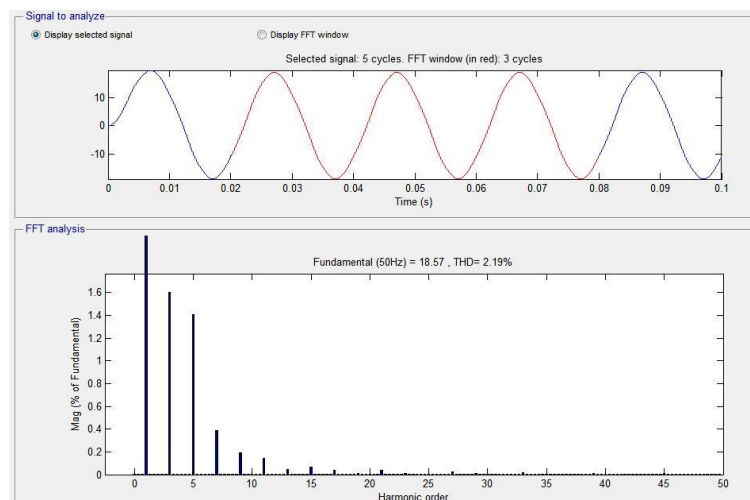 Signal to analyze
Display selected signal
Display FFT window
Selected signal: 5 cycles. FFT window (in red): 3 cycles
10
0
-10
0 0.01 0.02 0.03 0.04 0.05 0.06 0.07 0.08 0.09 0.1
Time (s)
FFT analysis
Fundamental (50Hz) = 18.57 , THD= 2.19%
Mag (% of Fundamental)
1.6
1.4
1.2
1
0.8
0.6
0.4
0.2
0
0 5 10 15 20 25 30 35 40 45 50
Harmonic order